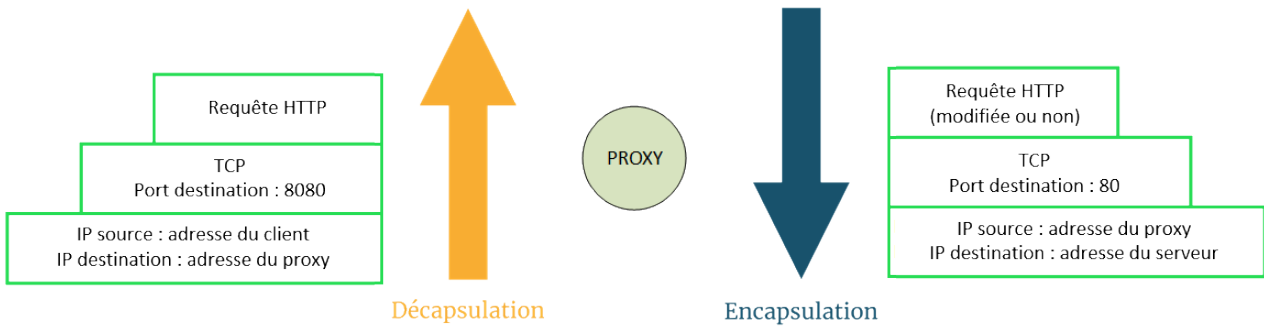 Requête HTTP
TCP
Port destination : 8080
IP source : adresse du client
IP destination : adresse du proxy
Décapsulation
PROXY
Encapsulation
Requête HTTP
(modifiée ou non)
TCP
Port destination : 80
IP source : adresse du proxy
IP destination : adresse du serveur